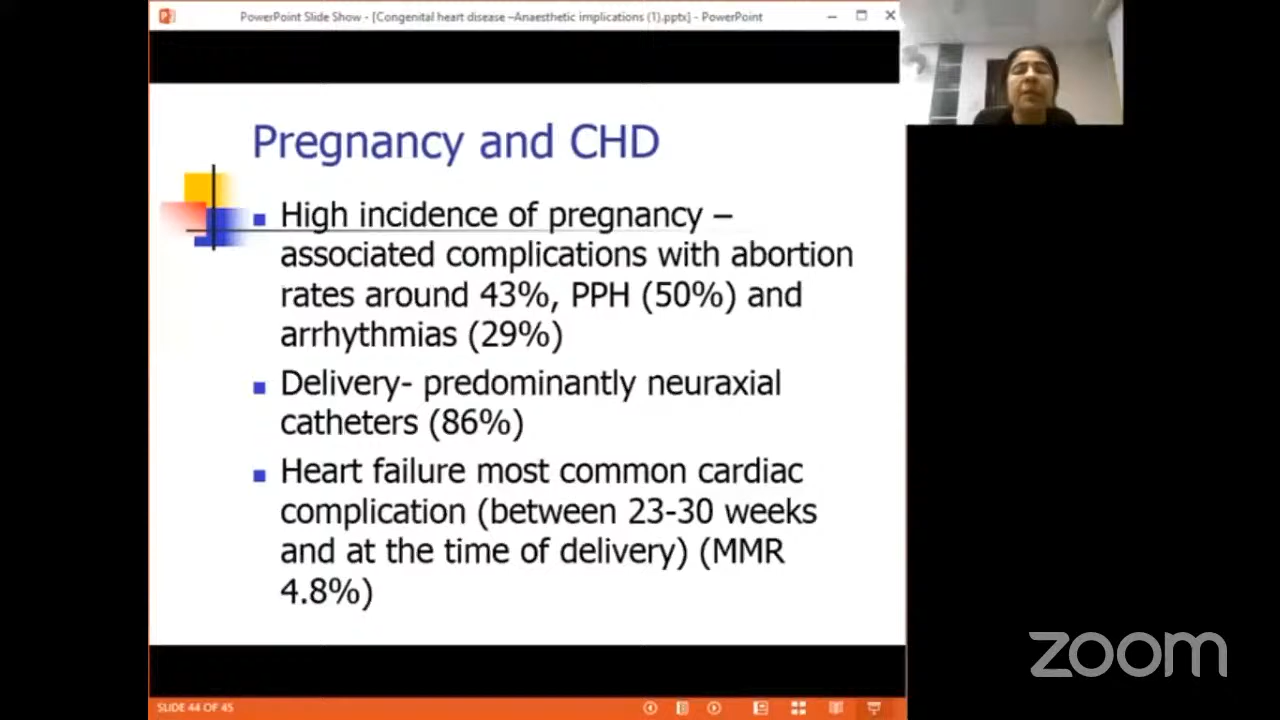 PowerPoint Slide Show - [Congenital heart disease –Anaesthetic implications (1).pptx] - PowerPoint
Pregnancy and CHD
High incidence of pregnancy –
associated complications with abortion
rates around 43%, PPH (50%) and
arrhythmias (29%)
Delivery- predominantly neuraxial
catheters (86%)
Heart failure most common cardiac
complication (between 23-30 weeks
and at the time of delivery) (MMR
4.8%)
zoom
SLIDE 44 OF 45